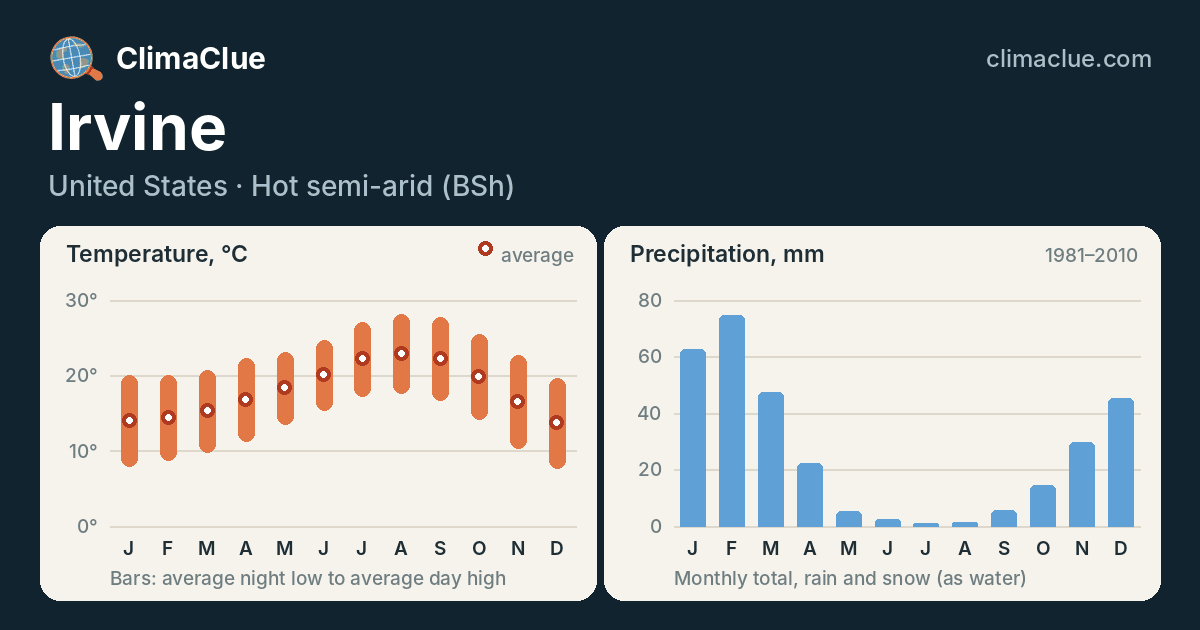 ClimaClue
climaclue.com
Irvine
United States · Hot semi-arid (BSh)
Temperature, °C
average
30°
20°
10°
0°
J F M A M J J A S O N D
Bars: average night low to average day high
Precipitation, mm
1981–2010
80
60
40
20
0
J F M A M J J A S O N D
Monthly total, rain and snow (as water)